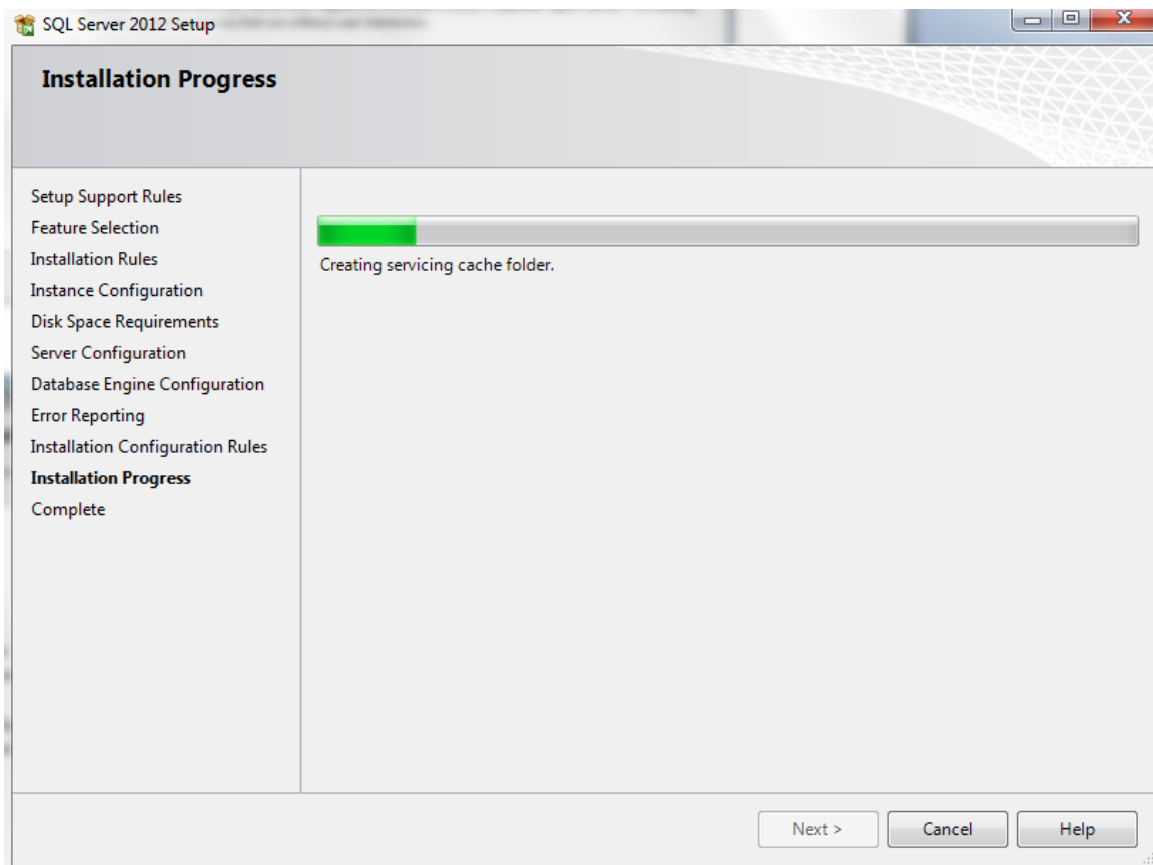 SQL Server 2012 Setup
Installation Progress
Setup Support Rules
Feature Selection
Installation Rules
Instance Configuration
Disk Space Requirements
Server Configuration
Database Engine Configuration
Error Reporting
Installation Configuration Rules
Installation Progress
Complete
Creating servicing cache folder.
Next >
Cancel
Help